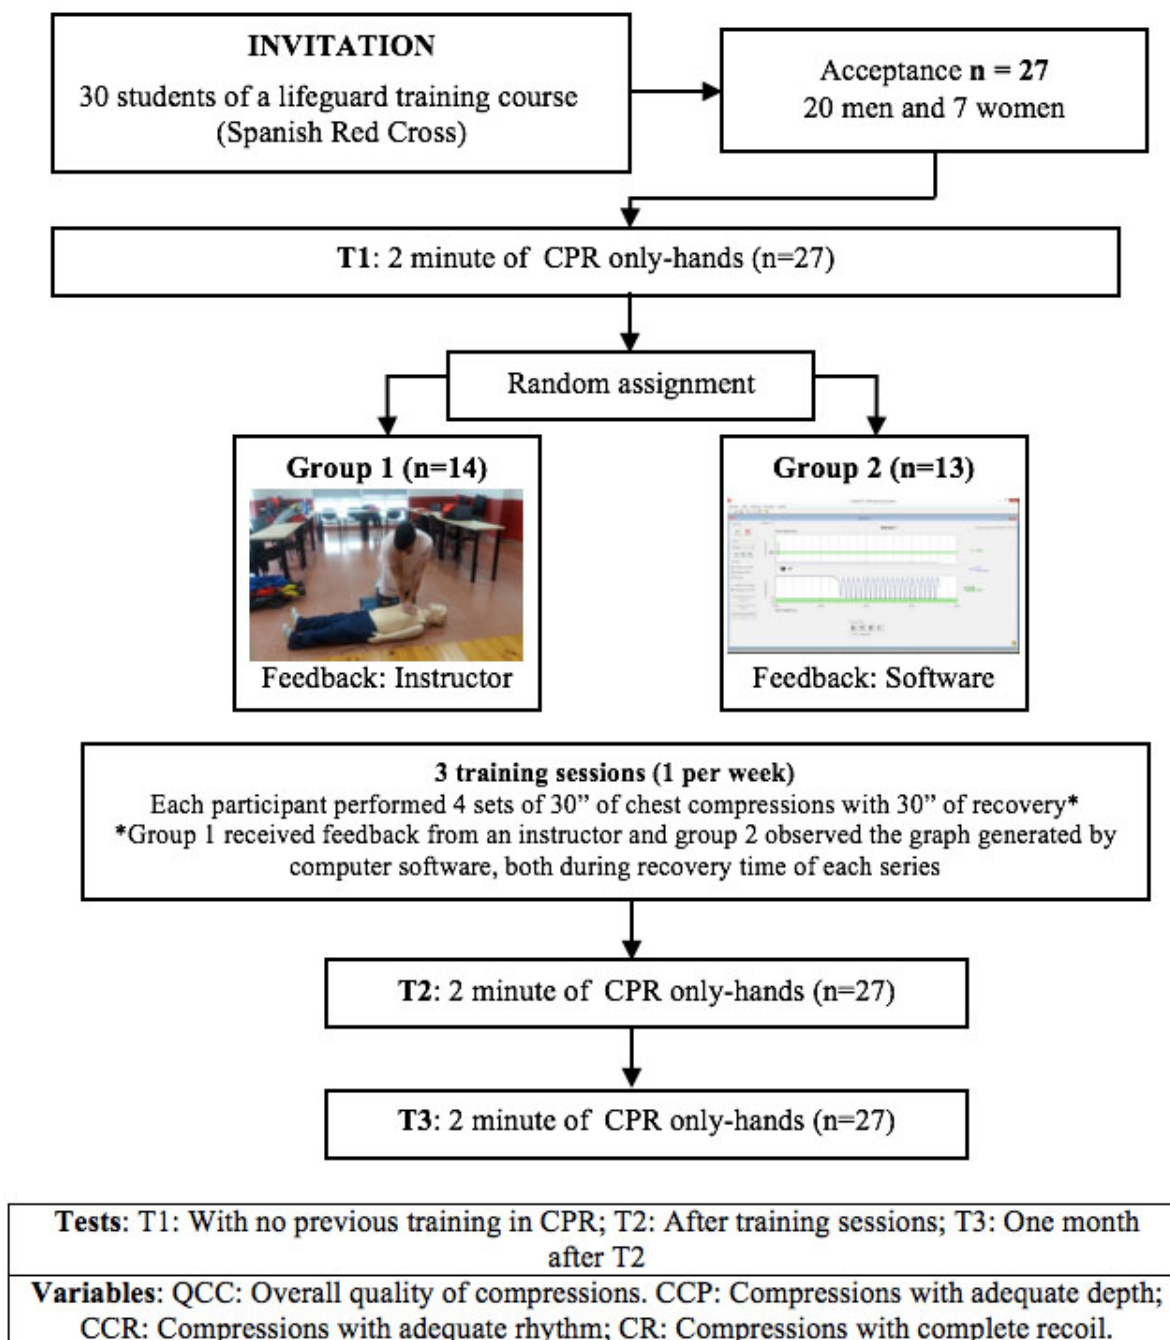 INVITATION
30 students of a lifeguard training course
(Spanish Red Cross)
Acceptance n = 27
20 men and 7 women
T1: 2 minute of CPR only-hands (n=27)
Random assignment
Group 1 (n=14)
Feedback: Instructor
Group 2 (n=13)
Feedback: Software
3 training sessions (1 per week)
Each participant performed 4 sets of 30” of chest compressions with 30” of recovery*
*Group 1 received feedback from an instructor and group 2 observed the graph generated by
computer software, both during recovery time of each series
T2: 2 minute of CPR only-hands (n=27)
T3: 2 minute of CPR only-hands (n=27)
Tests: T1: With no previous training in CPR; T2: After training sessions; T3: One month
after T2
Variables: QCC: Overall quality of compressions. CCP: Compressions with adequate depth;
CCR: Compressions with adequate rhythm; CR: Compressions with complete recoil.